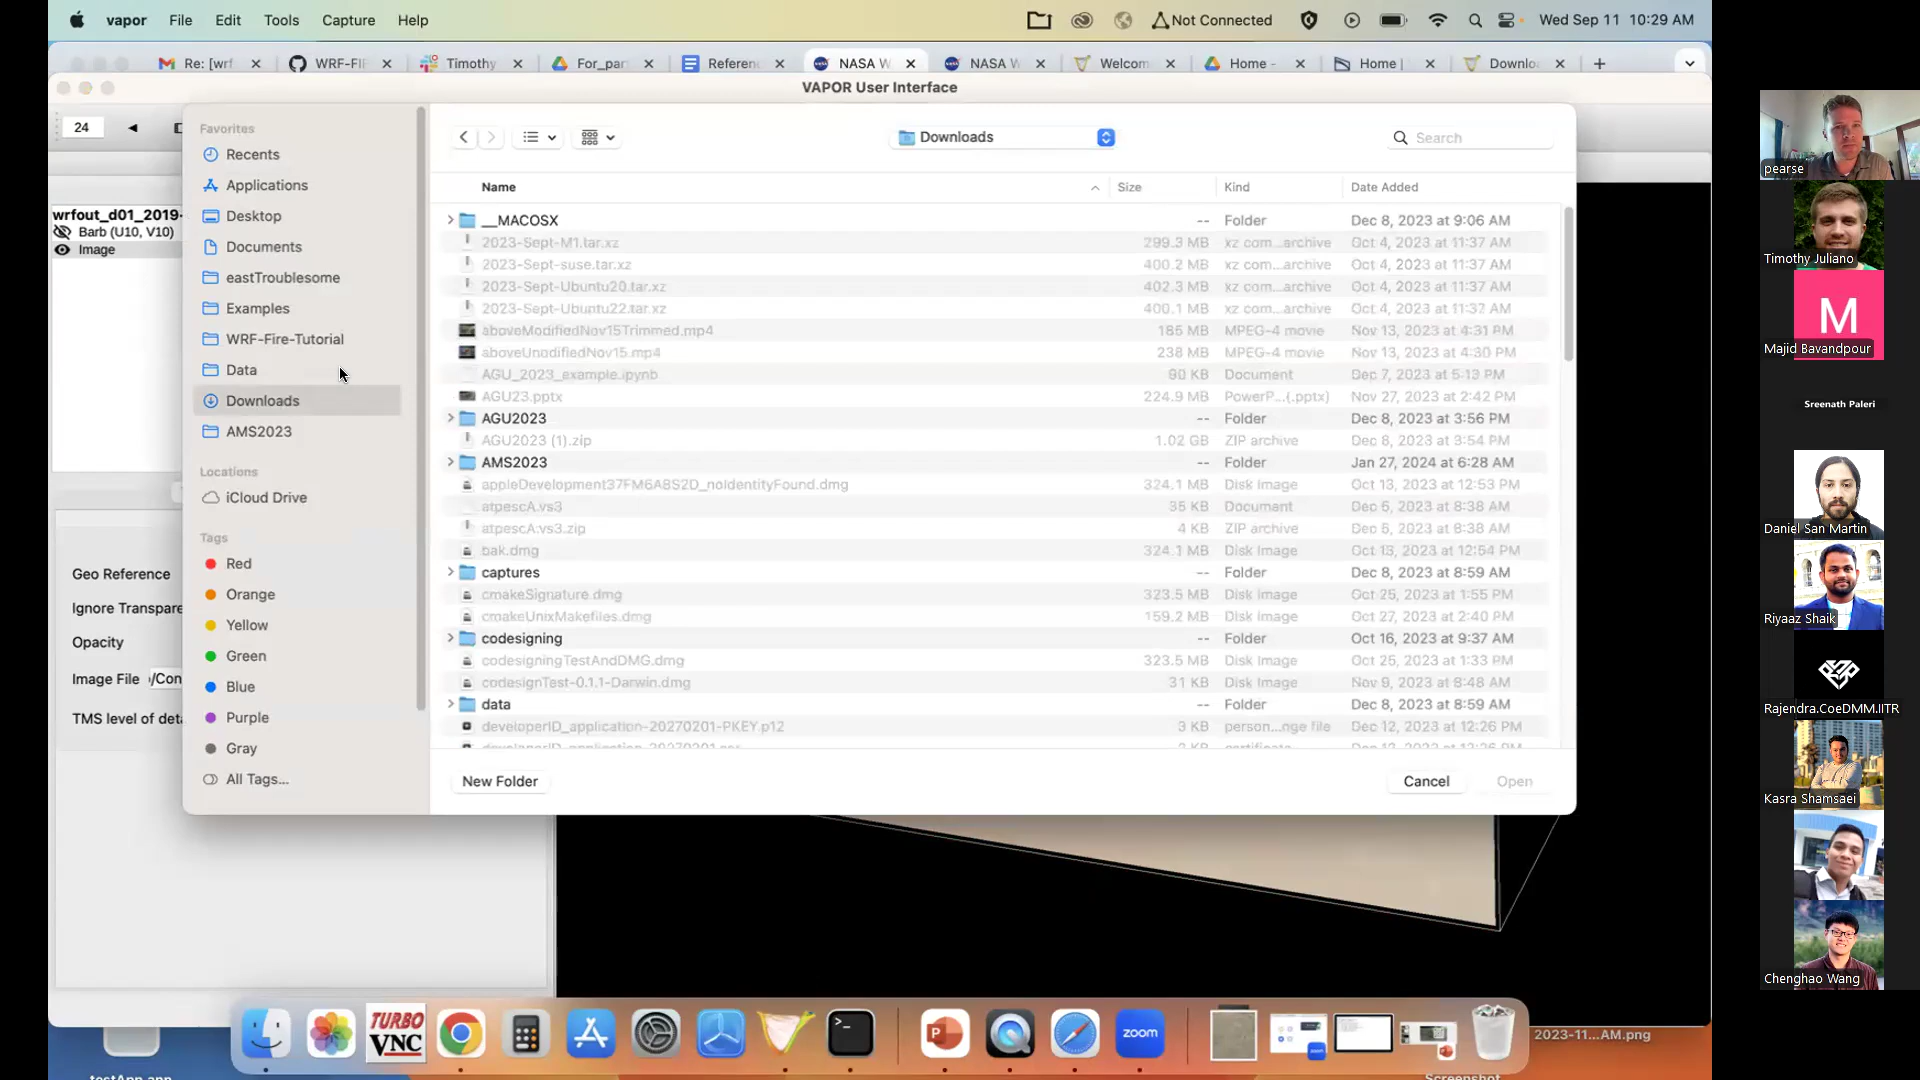 vapor File Edit Tools Capture Help
Not Connected Wed Sep 11 10:29 AM
Re: [wrf WRF-FI Timothy For_par Referen NASA W NASA W Welcom Home - Home | Downlo
VAPOR User Interface
24
wrfout_d01_2019-
Barb (U10, V10)
Image
Geo Reference
Ignore Transpare
Opacity
Image File /Con
TMS level of deta
Favorites
Recents
Applications
Desktop
Documents
eastTroublesome
Examples
WRF-Fire-Tutorial
Data
Downloads
AMS2023
Locations
iCloud Drive
Tags
Red
Orange
Yellow
Green
Blue
Purple
Gray
All Tags...
Downloads
Search
Name Size Kind Date Added
__MACOSX -- Folder Dec 8, 2023 at 9:06 AM
2023-Sept-M1.tar.xz 299.3 MB xz com...archive Oct 4, 2023 at 11:37 AM
2023-Sept-suse.tar.xz 400.2 MB xz com...archive Oct 4, 2023 at 11:37 AM
2023-Sept-Ubuntu20.tar.xz 402.3 MB xz com...archive Oct 4, 2023 at 11:37 AM
2023-Sept-Ubuntu22.tar.xz 400.1 MB xz com...archive Oct 4, 2023 at 11:37 AM
aboveModifiedNov15Trimmed.mp4 185 MB MPEG-4 movie Nov 13, 2023 at 4:31 PM
aboveUnodifiedNov15.mp4 238 MB MPEG-4 movie Nov 13, 2023 at 4:30 PM
AGU_2023_example.ipynb 90 KB Document Dec 7, 2023 at 5:13 PM
AGU23.pptx 224.9 MB PowerP...(.pptx) Nov 27, 2023 at 2:42 PM
AGU2023 -- Folder Dec 8, 2023 at 3:56 PM
AGU2023 (1).zip 1.02 GB ZIP archive Dec 8, 2023 at 3:54 PM
AMS2023 -- Folder Jan 27, 2024 at 6:28 AM
appleDevelopment37FM6A8S2D_noIdentityFound.dmg 324.1 MB Disk Image Oct 13, 2023 at 12:53 PM
atpescA.vs3 35 KB Document Dec 6, 2023 at 8:38 AM
atpescA.vs3.zip 4 KB ZIP archive Dec 5, 2023 at 8:38 AM
bak.dmg 324.1 MB Disk Image Oct 13, 2023 at 12:54 PM
captures -- Folder Dec 8, 2023 at 8:59 AM
cmakeSignature.dmg 323.5 MB Disk Image Oct 25, 2023 at 1:55 PM
cmakeUnixMakefiles.dmg 159.2 MB Disk Image Oct 27, 2023 at 2:40 PM
codesigning -- Folder Oct 16, 2023 at 9:37 AM
codesigningTestAndDMG.dmg 323.5 MB Disk Image Oct 25, 2023 at 1:33 PM
codesignTest-0.1.1-Darwin.dmg 31 KB Disk Image Nov 9, 2023 at 8:48 AM
data -- Folder Dec 8, 2023 at 8:59 AM
developerID_application-20270201-PKEY.p12 3 KB person...nge file Dec 12, 2023 at 12:26 PM
New Folder Cancel Open
TURBO
VNC
zoom
2023-11...AM.png
testApp.app
Screenshot
pearse
Timothy Juliano
M
Majid Bavandpour
Sreenath Paleri
Daniel San Martin
Riyaaz Shaik
Rajendra.CoeDMM.IITR
Kasra Shamsaei
Chenghao Wang